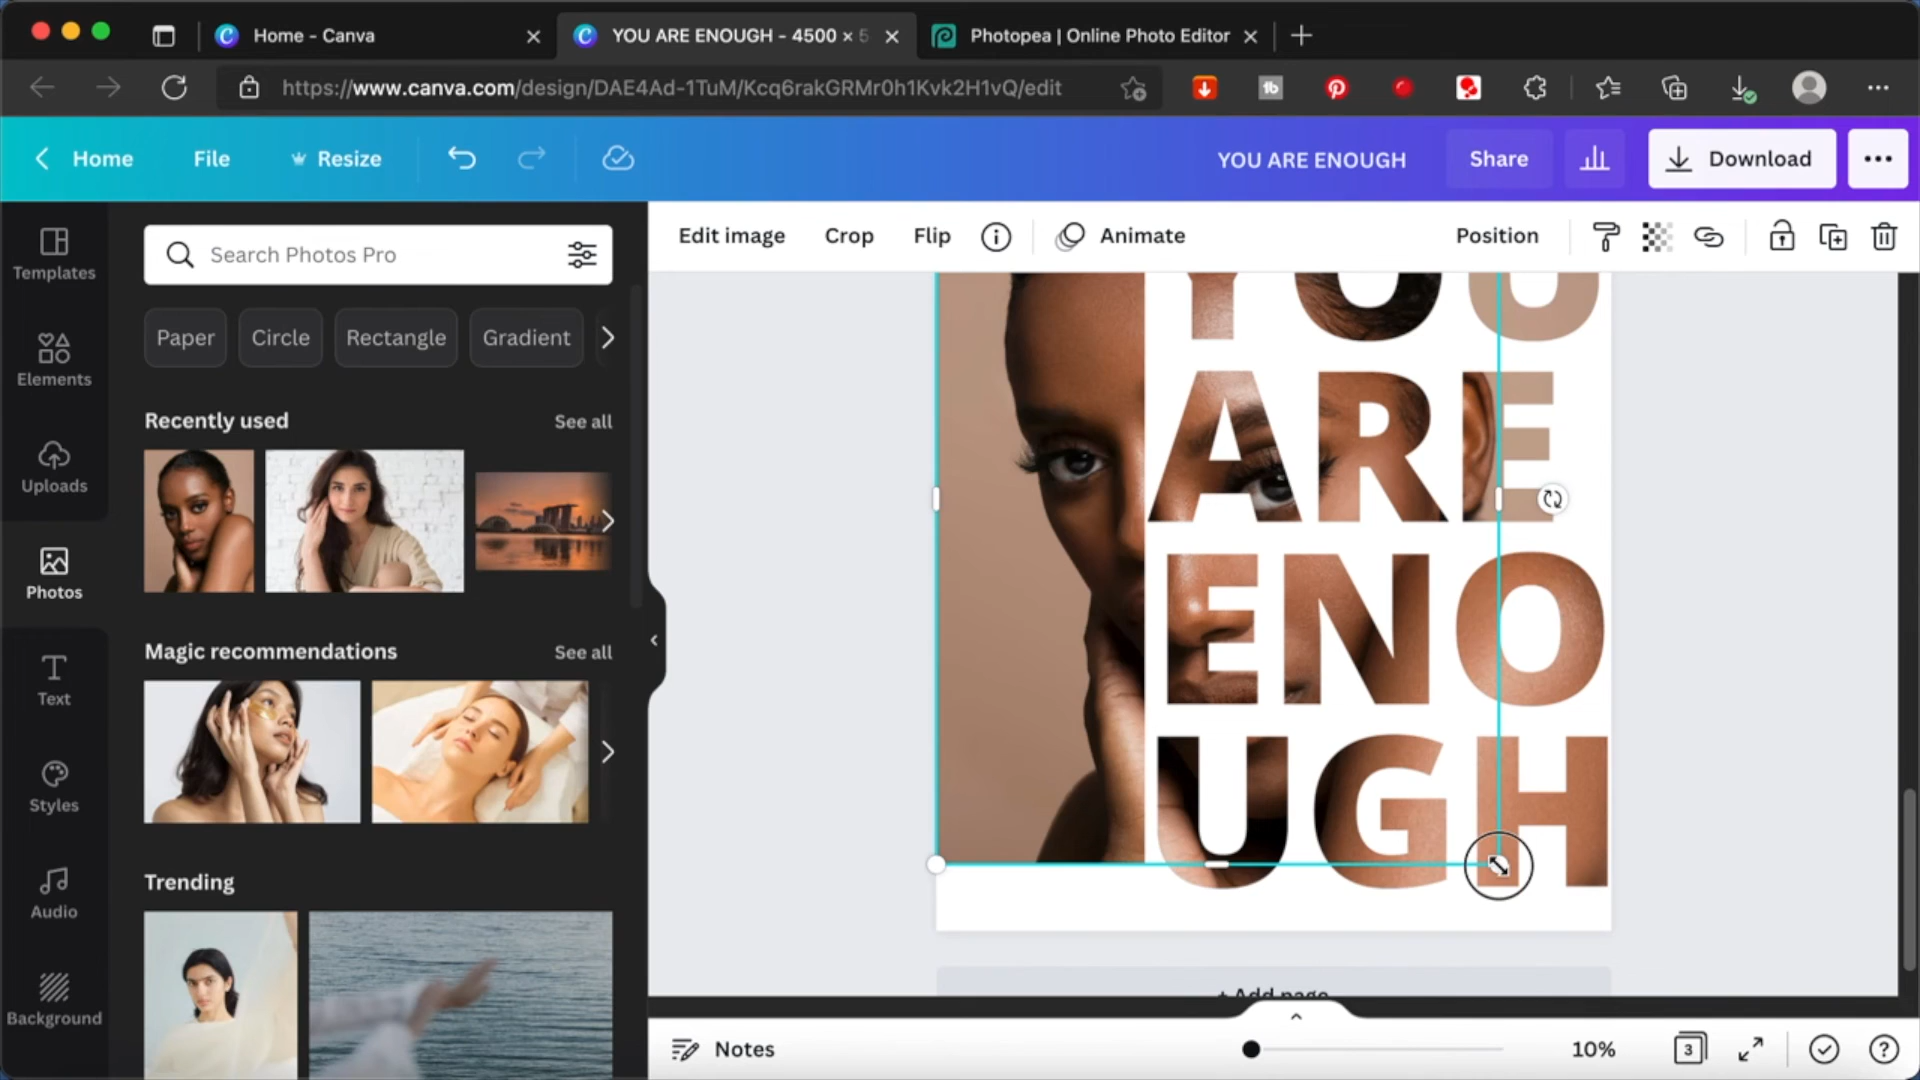 Home - Canva
YOU ARE ENOUGH - 4500 × 5
Photopea | Online Photo Editor
https://www.canva.com/design/DAE4Ad-1TuM/Kcq6rakGRMr0h1Kvk2H1vQ/edit
Home
File
Resize
YOU ARE ENOUGH
Share
Download
Templates
Elements
Uploads
Photos
Text
Styles
Audio
Background
Search Photos Pro
Paper
Circle
Rectangle
Gradient
Recently used
See all
Magic recommendations
See all
Trending
Edit image
Crop
Flip
Animate
Position
YOU
ARE
ENO
UGH
+ Add page
Notes
10%
3